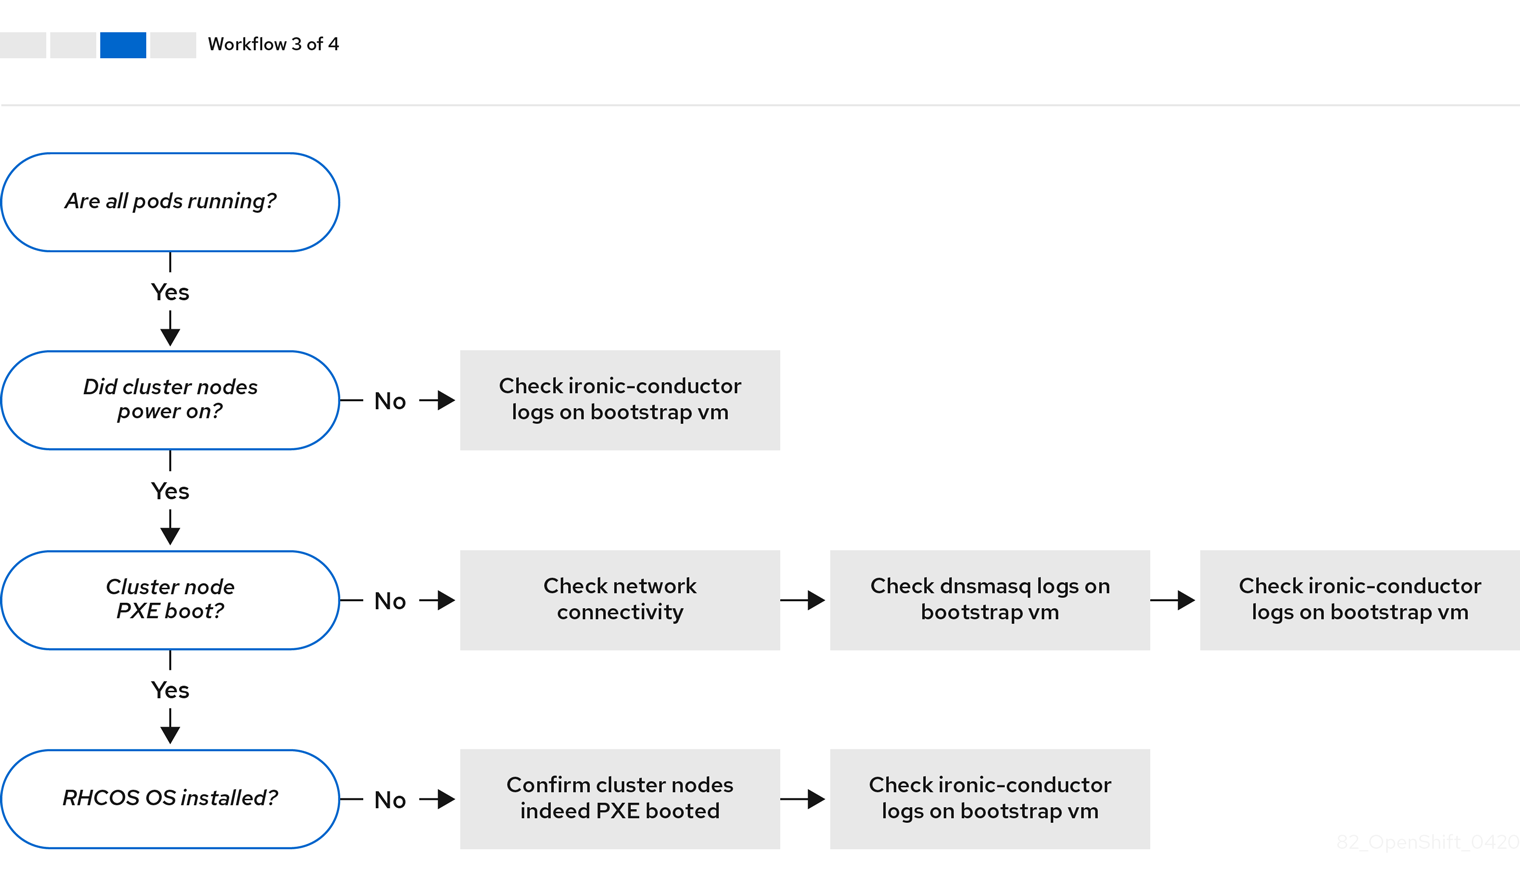 Workflow 3 of 4
Are all pods running?
Yes
Did cluster nodes
power on?
No
Check ironic-conductor
logs on bootstrap vm
Yes
Cluster node
PXE boot?
No
Check network
connectivity
Check dnsmasq logs on
bootstrap vm
Check ironic-conductor
logs on bootstrap vm
Yes
RHCOS OS installed?
No
Confirm cluster nodes
indeed PXE booted
Check ironic-conductor
logs on bootstrap vm
82_OpenShift_0420